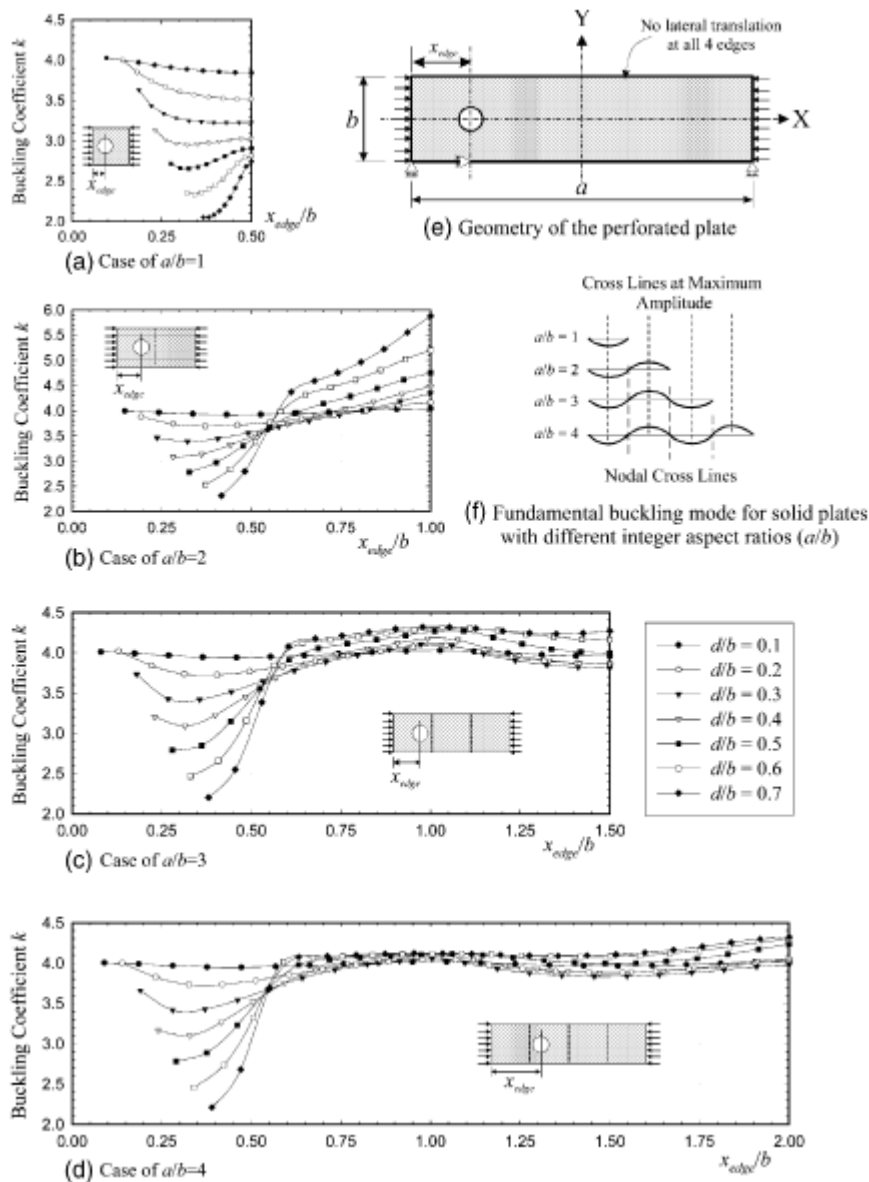 Buckling Coefficient k
4.5
4.0
3.5
3.0
2.5
2.0
0.00 0.25 0.50
x_edge
x_edge/b
(a) Case of a/b=1
Y
No lateral translation
at all 4 edges
x_edge
b
X
a
(e) Geometry of the perforated plate
Buckling Coefficient k
6.0
5.5
5.0
4.5
4.0
3.5
3.0
2.5
2.0
0.00 0.25 0.50 0.75 1.00
x_edge
x_edge/b
(b) Case of a/b=2
Cross Lines at Maximum
Amplitude
a/b = 1
a/b = 2
a/b = 3
a/b = 4
Nodal Cross Lines
(f) Fundamental buckling mode for solid plates
with different integer aspect ratios (a/b)
Buckling Coefficient k
4.5
4.0
3.5
3.0
2.5
2.0
0.00 0.25 0.50 0.75 1.00 1.25 1.50
x_edge
x_edge/b
(c) Case of a/b=3
d/b = 0.1
d/b = 0.2
d/b = 0.3
d/b = 0.4
d/b = 0.5
d/b = 0.6
d/b = 0.7
Buckling Coefficient k
4.5
4.0
3.5
3.0
2.5
2.0
0.00 0.25 0.50 0.75 1.00 1.25 1.50 1.75 2.00
x_edge
x_edge/b
(d) Case of a/b=4